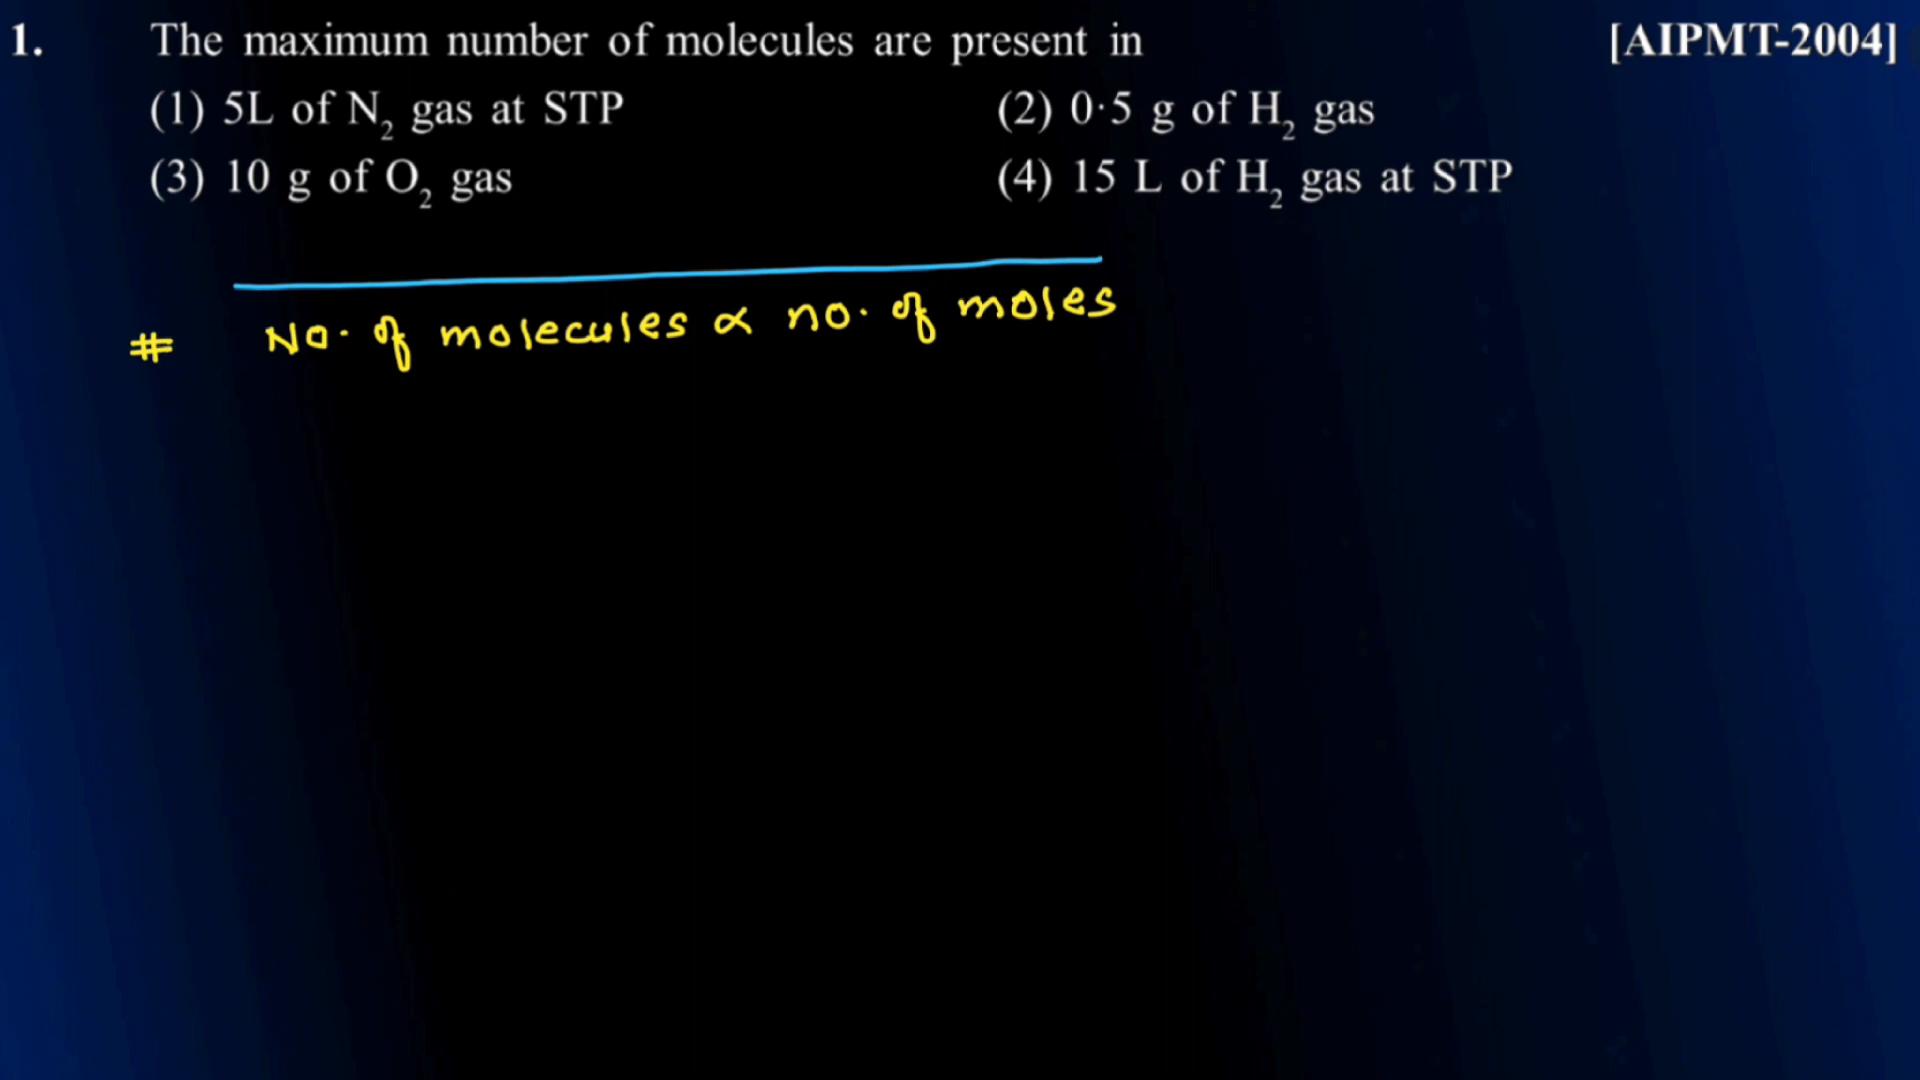 1. The maximum number of molecules are present in [AIPMT-2004]
(1) 5L of N₂ gas at STP (2) 0·5 g of H₂ gas
(3) 10 g of O₂ gas (4) 15 L of H₂ gas at STP
# No. of molecules ∝ no. of moles